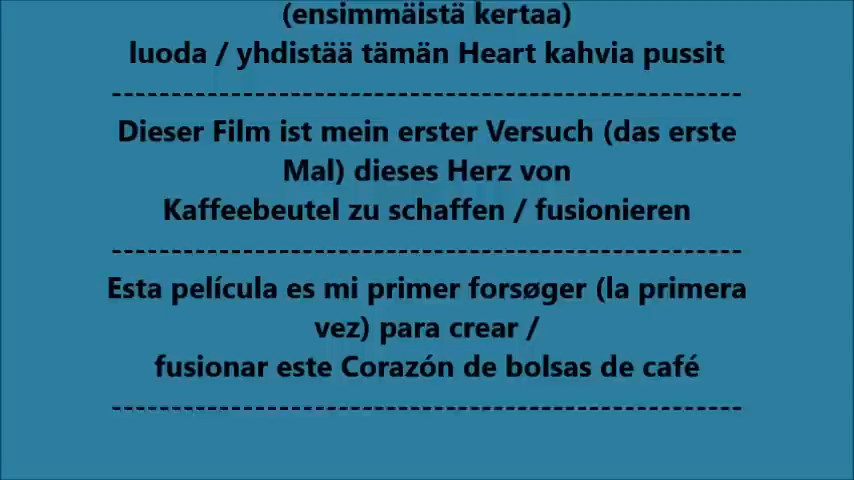 (ensimmäistä kertaa)
luoda / yhdistää tämän Heart kahvia pussit
-----------------------------------------------------
Dieser Film ist mein erster Versuch (das erste
Mal) dieses Herz von
Kaffeebeutel zu schaffen / fusionieren
-----------------------------------------------------
Esta película es mi primer forsøger (la primera
vez) para crear /
fusionar este Corazón de bolsas de café
-----------------------------------------------------